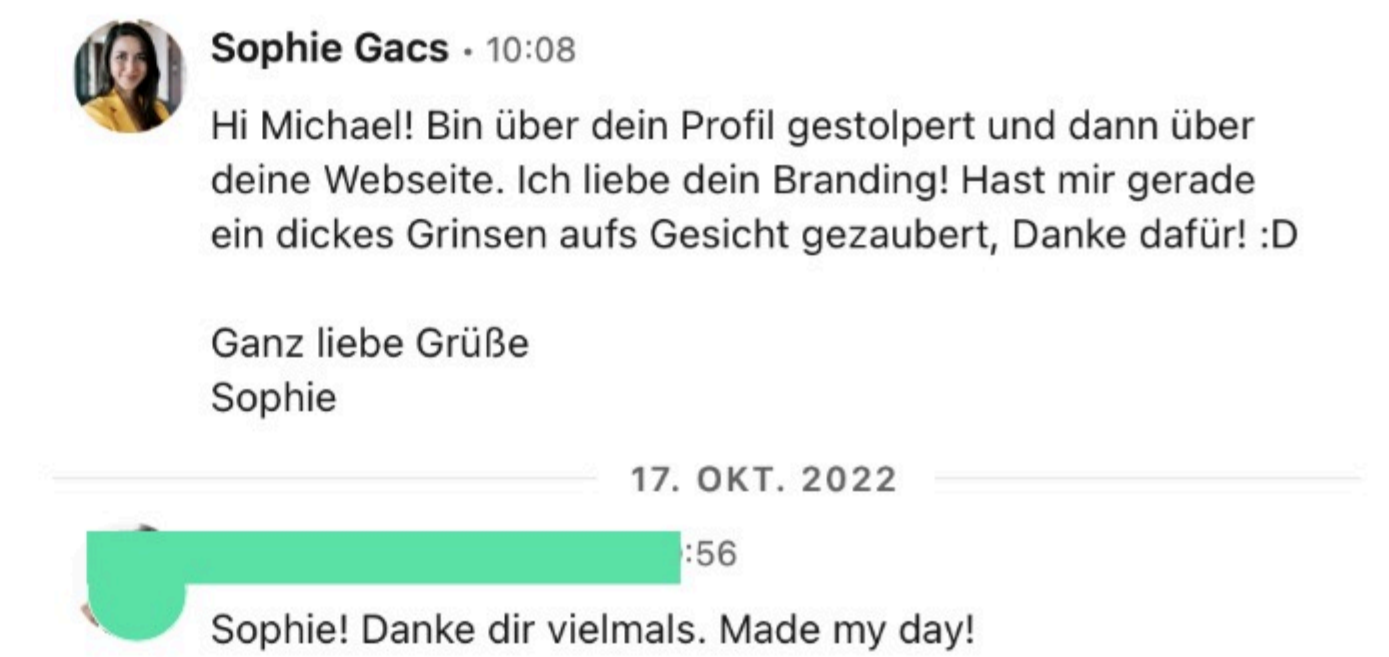 Sophie Gacs • 10:08
Hi Michael! Bin über dein Profil gestolpert und dann über
deine Webseite. Ich liebe dein Branding! Hast mir gerade
ein dickes Grinsen aufs Gesicht gezaubert, Danke dafür! :D
Ganz liebe Grüße
Sophie
17. OKT. 2022
:56
Sophie! Danke dir vielmals. Made my day!